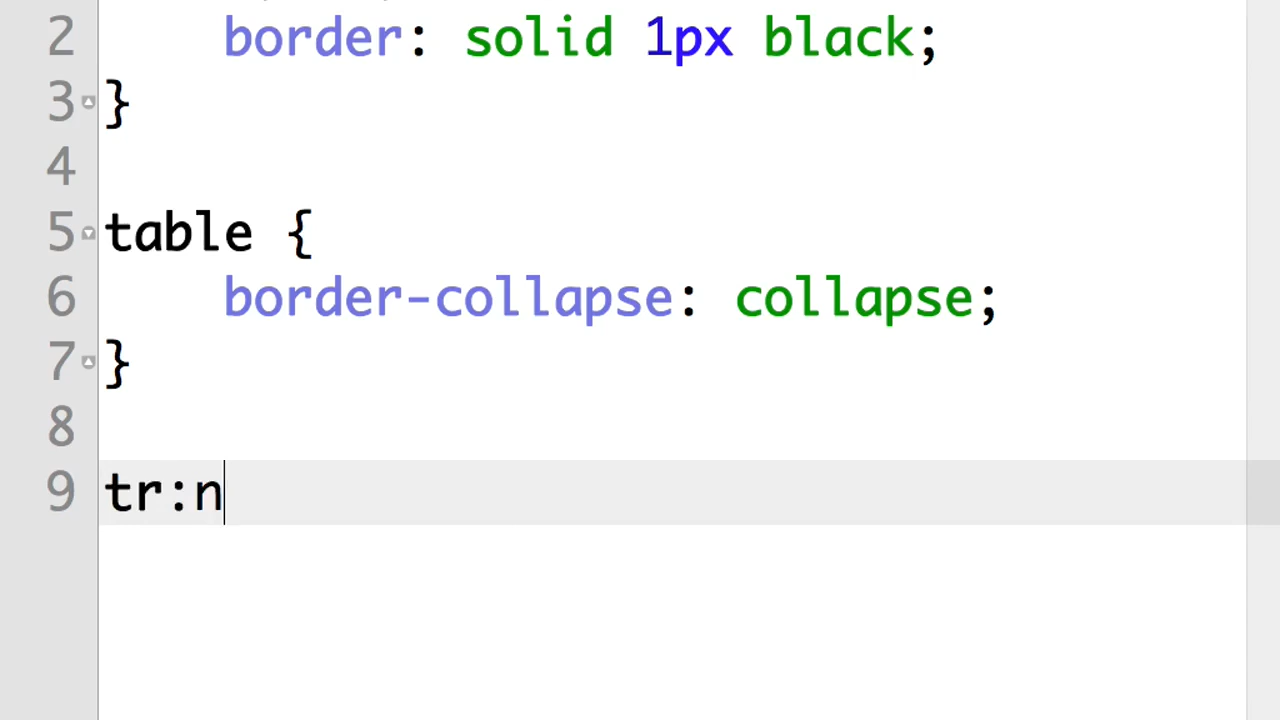 2 border: solid 1px black;
3 }
4
5 table {
6 border-collapse: collapse;
7 }
8
9 tr:n